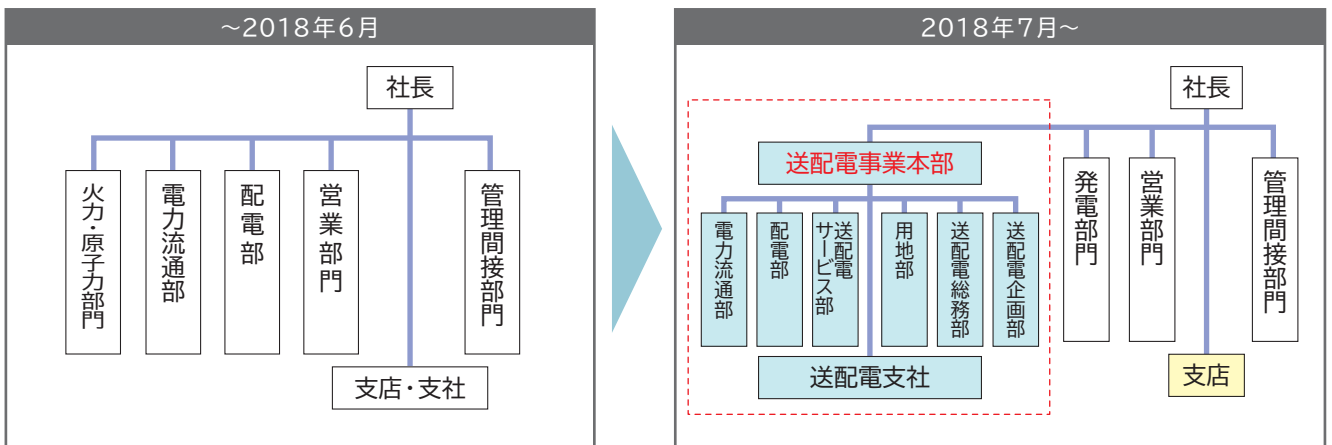 ～2018年6月
社長
火力・原子力部門
電力流通部
配電部
営業部門
管理間接部門
支店・支社
2018年7月～
社長
送配電事業本部
電力流通部
配電部
送配電
サービス部
用地部
送配電総務部
送配電企画部
送配電支社
発電部門
営業部門
管理間接部門
支店